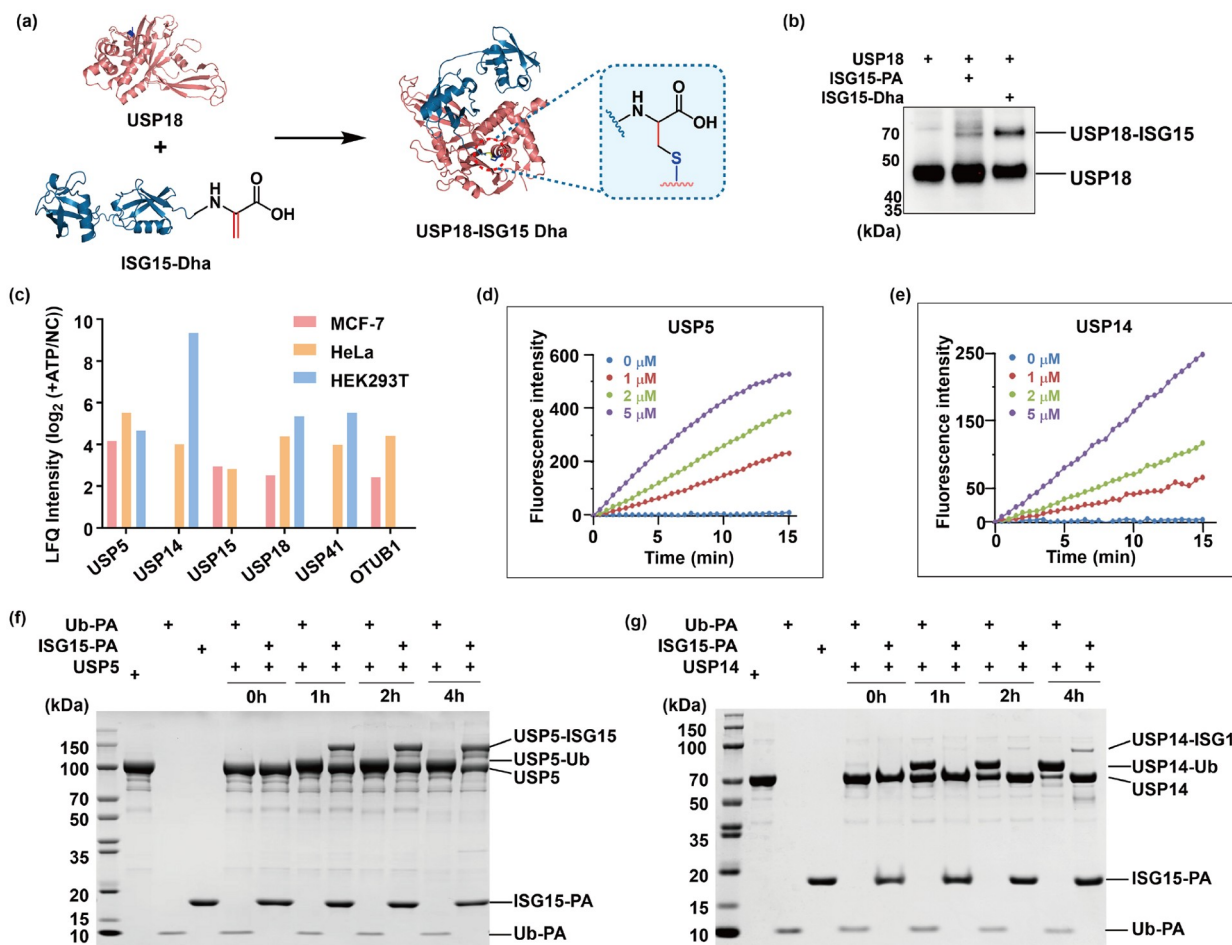 (a)
USP18
+
ISG15-Dha
H
N
O
OH
USP18-ISG15 Dha
H
N
O
OH
S
(b)
USP18 + + +
ISG15-PA +
ISG15-Dha +
70
50
40
35
(kDa)
USP18-ISG15
USP18
(c)
LFQ Intensity (log2 (+ATP/NC))
10
8
6
4
2
0
MCF-7
HeLa
HEK293T
USP5
USP14
USP15
USP18
USP41
OTUB1
(d)
USP5
Fluorescence intensity
600
400
200
0
0 μM
1 μM
2 μM
5 μM
0 5 10 15
Time (min)
(e)
USP14
Fluorescence intensity
250
150
50
0
0 μM
1 μM
2 μM
5 μM
0 5 10 15
Time (min)
(f)
Ub-PA + + + + +
ISG15-PA + + + + +
USP5 + + + + + + + + +
0h 1h 2h 4h
(kDa)
150
100
70
50
35
20
15
10
USP5-ISG15
USP5-Ub
USP5
ISG15-PA
Ub-PA
(g)
Ub-PA + + + + +
ISG15-PA + + + + +
USP14 + + + + + + + + +
0h 1h 2h 4h
(kDa)
150
100
70
50
35
20
15
10
USP14-ISG1
USP14-Ub
USP14
ISG15-PA
Ub-PA